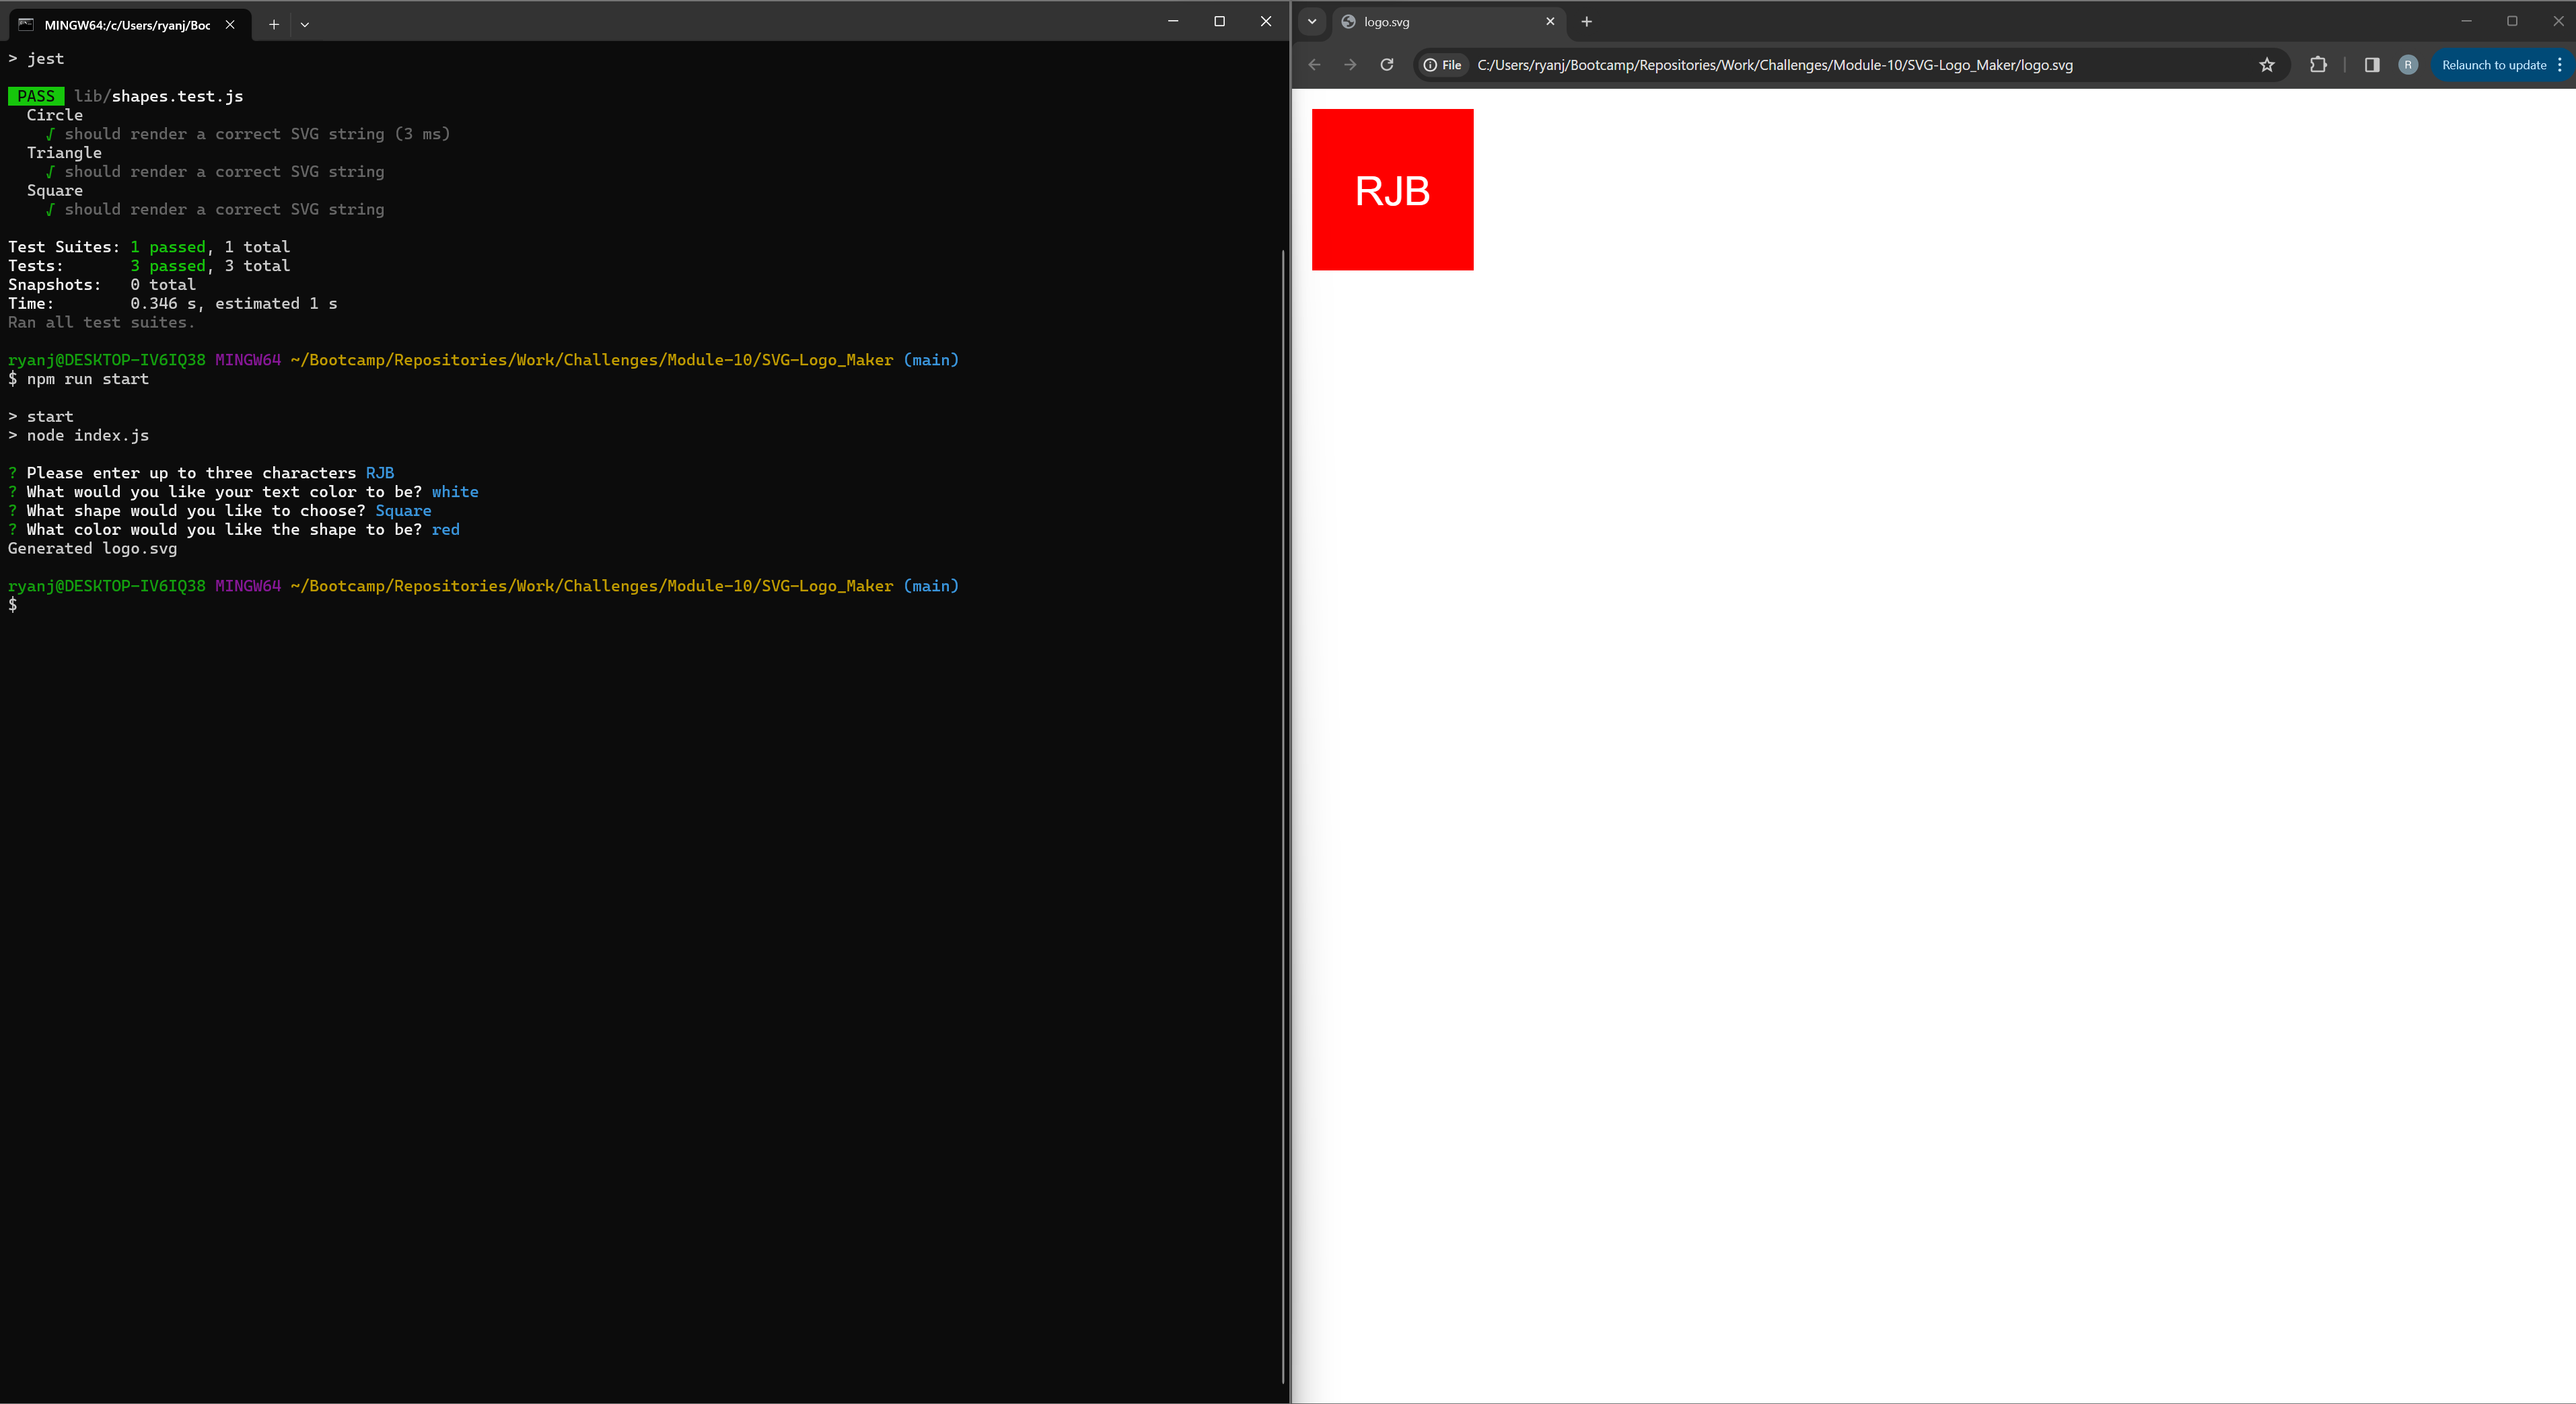 MINGW64:/c/Users/ryanj/Boc
> jest
PASS lib/shapes.test.js
Circle
√ should render a correct SVG string (3 ms)
Triangle
√ should render a correct SVG string
Square
√ should render a correct SVG string
Test Suites: 1 passed, 1 total
Tests: 3 passed, 3 total
Snapshots: 0 total
Time: 0.346 s, estimated 1 s
Ran all test suites.
ryanj@DESKTOP-IV6IQ38 MINGW64 ~/Bootcamp/Repositories/Work/Challenges/Module-10/SVG-Logo_Maker (main)
$ npm run start
> start
> node index.js
? Please enter up to three characters RJB
? What would you like your text color to be? white
? What shape would you like to choose? Square
? What color would you like the shape to be? red
Generated logo.svg
ryanj@DESKTOP-IV6IQ38 MINGW64 ~/Bootcamp/Repositories/Work/Challenges/Module-10/SVG-Logo_Maker (main)
$
logo.svg
File C:/Users/ryanj/Bootcamp/Repositories/Work/Challenges/Module-10/SVG-Logo_Maker/logo.svg R Relaunch to update
RJB